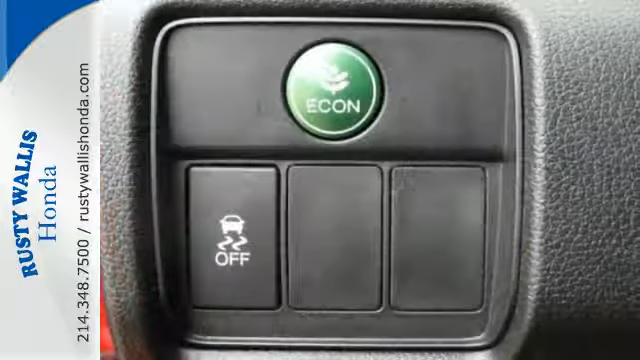 RUSTY WALLIS
Honda
214.348.7500 / rustywallishonda.com
ECON
OFF